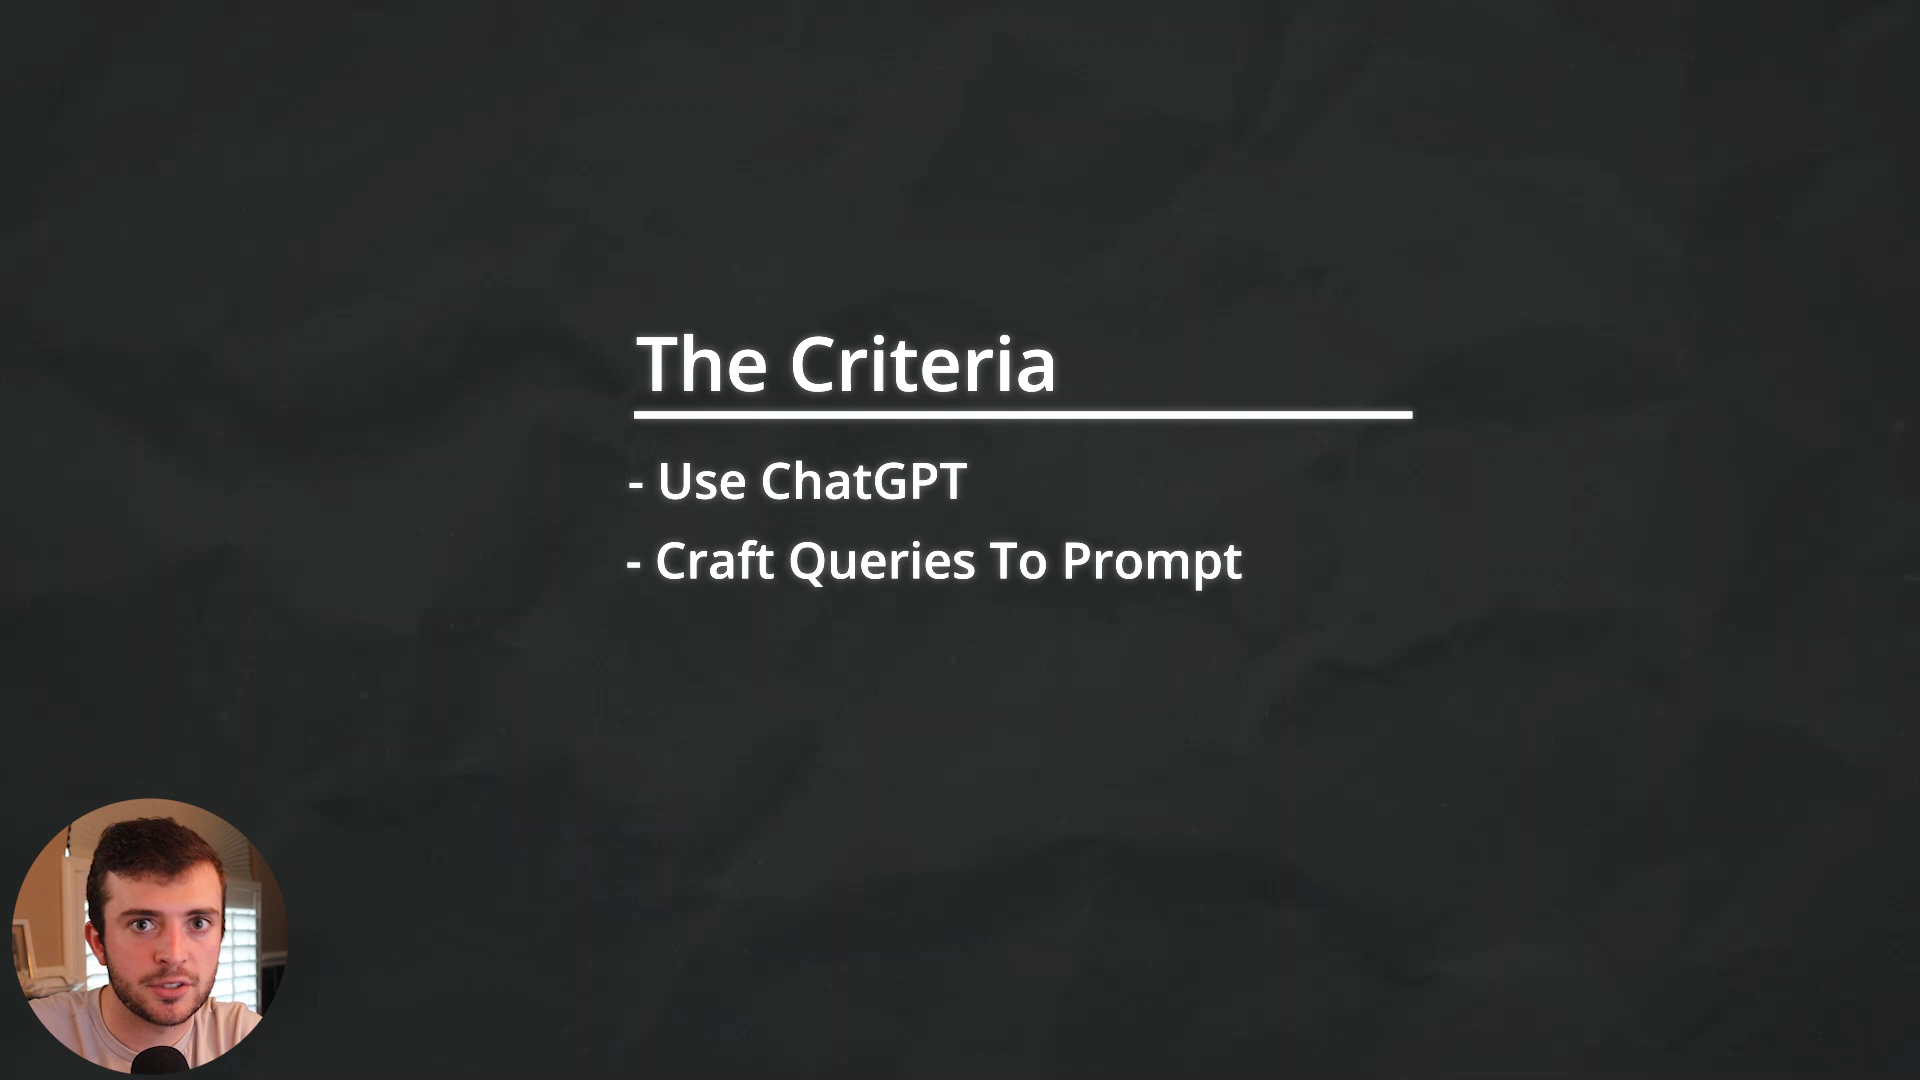 The Criteria
- Use ChatGPT
- Craft Queries To Prompt